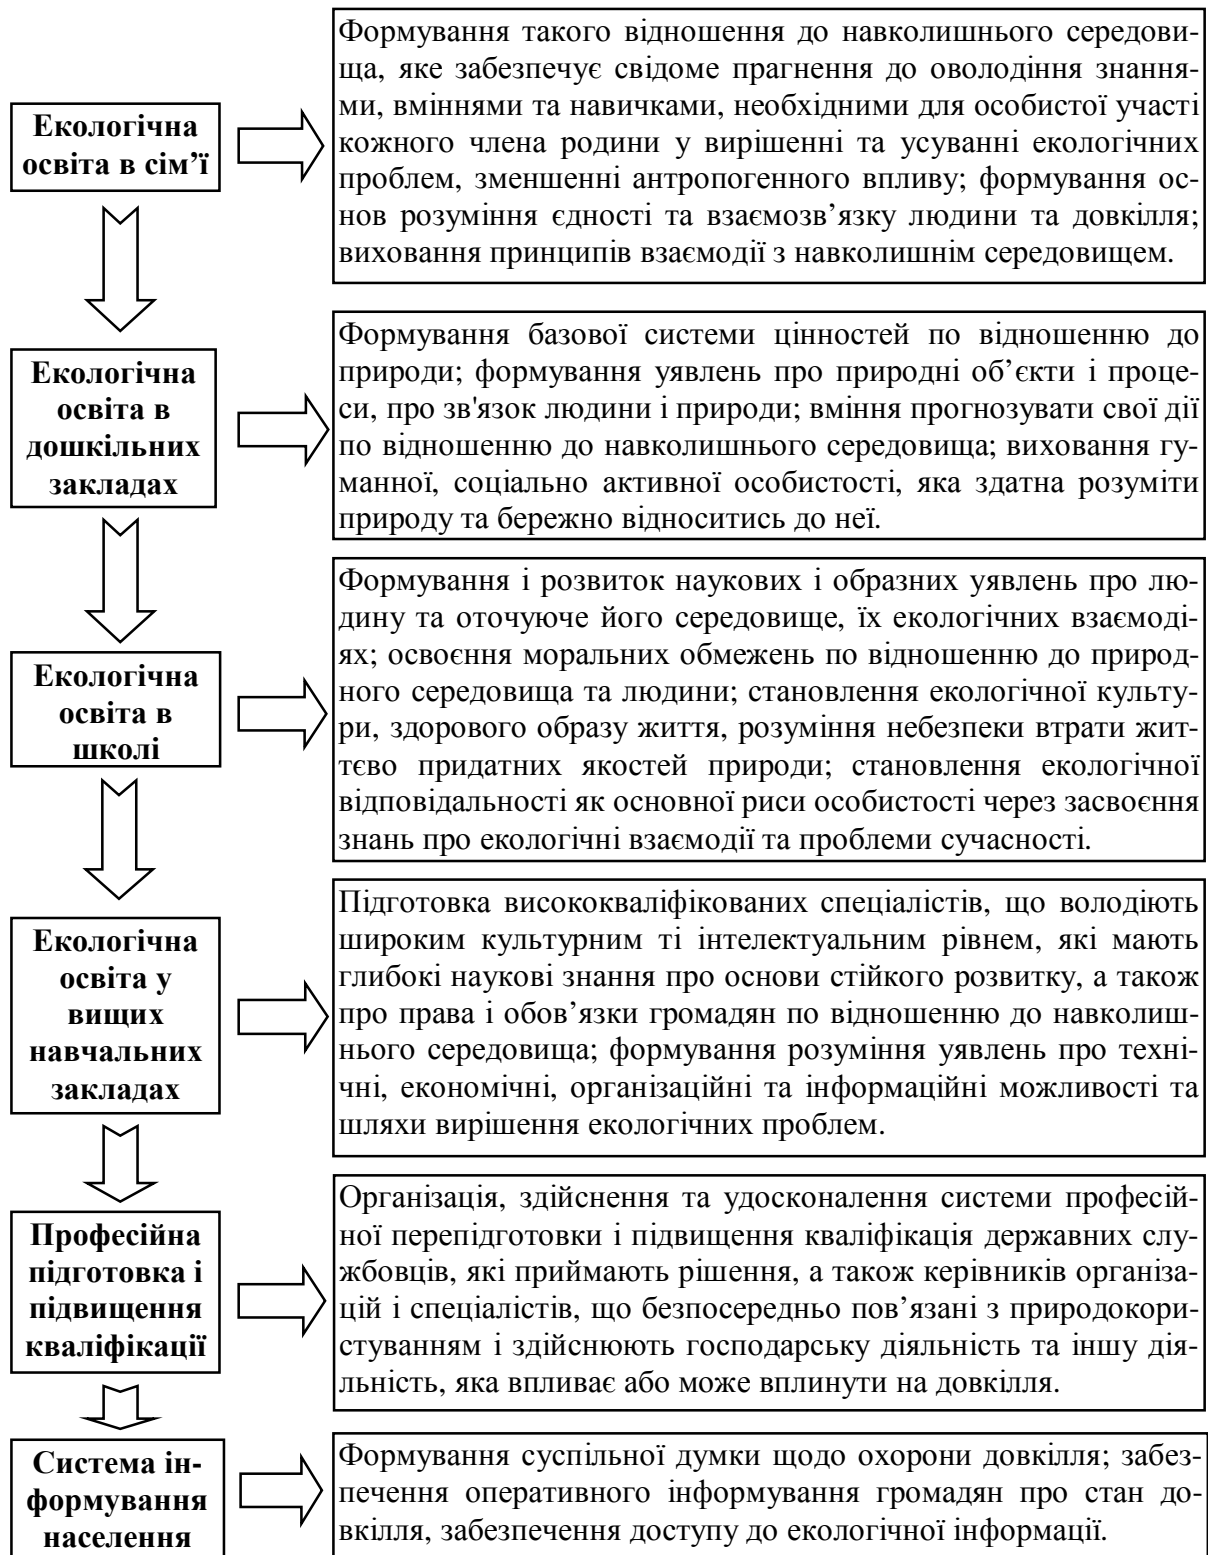 Екологічна
освіта в сім’ї
Формування такого відношення до навколишнього середови-
ща, яке забезпечує свідоме прагнення до оволодіння знання-
ми, вміннями та навичками, необхідними для особистої участі
кожного члена родини у вирішенні та усуванні екологічних
проблем, зменшенні антропогенного впливу; формування ос-
нов розуміння єдності та взаємозв’язку людини та довкілля;
виховання принципів взаємодії з навколишнім середовищем.
Екологічна
освіта в
дошкільних
закладах
Формування базової системи цінностей по відношенню до
природи; формування уявлень про природні об’єкти і проце-
си, про зв'язок людини і природи; вміння прогнозувати свої дії
по відношенню до навколишнього середовища; виховання гу-
манної, соціально активної особистості, яка здатна розуміти
природу та бережно відноситись до неї.
Екологічна
освіта в
школі
Формування і розвиток наукових і образних уявлень про лю-
дину та оточуюче його середовище, їх екологічних взаємоді-
ях; освоєння моральних обмежень по відношенню до природ-
ного середовища та людини; становлення екологічної культу-
ри, здорового образу життя, розуміння небезпеки втрати жит-
тєво придатних якостей природи; становлення екологічної
відповідальності як основної риси особистості через засвоєння
знань про екологічні взаємодії та проблеми сучасності.
Екологічна
освіта у
вищих
навчальних
закладах
Підготовка висококваліфікованих спеціалістів, що володіють
широким культурним ті інтелектуальним рівнем, які мають
глибокі наукові знання про основи стійкого розвитку, а також
про права і обов’язки громадян по відношенню до навколиш-
нього середовища; формування розуміння уявлень про техні-
чні, економічні, організаційні та інформаційні можливості та
шляхи вирішення екологічних проблем.
Професійна
підготовка і
підвищення
кваліфікації
Організація, здійснення та удосконалення системи професій-
ної перепідготовки і підвищення кваліфікація державних слу-
жбовців, які приймають рішення, а також керівників організа-
цій і спеціалістів, що безпосередньо пов’язані з природокори-
стуванням і здійснюють господарську діяльність та іншу дія-
льність, яка впливає або може вплинути на довкілля.
Система ін-
формування
населення
Формування суспільної думки щодо охорони довкілля; забез-
печення оперативного інформування громадян про стан до-
вкілля, забезпечення доступу до екологічної інформації.